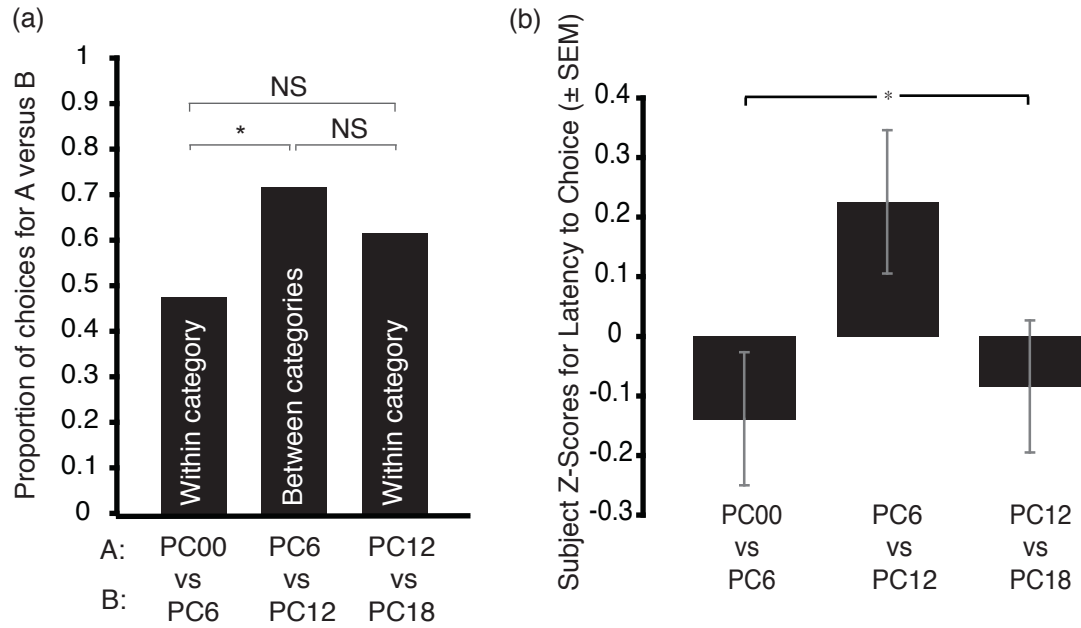 (a)
Proportion of choices for A versus B
1
0.9
0.8
0.7
0.6
0.5
0.4
0.3
0.2
0.1
0
NS
*
NS
Within category
Between categories
Within category
A:
PC00
vs
PC6
PC6
vs
PC12
PC12
vs
PC18
B:
(b)
Subject Z-Scores for Latency to Choice (± SEM)
0.4
0.3
0.2
0.1
0
-0.1
-0.2
-0.3
*
PC00
vs
PC6
PC6
vs
PC12
PC12
vs
PC18